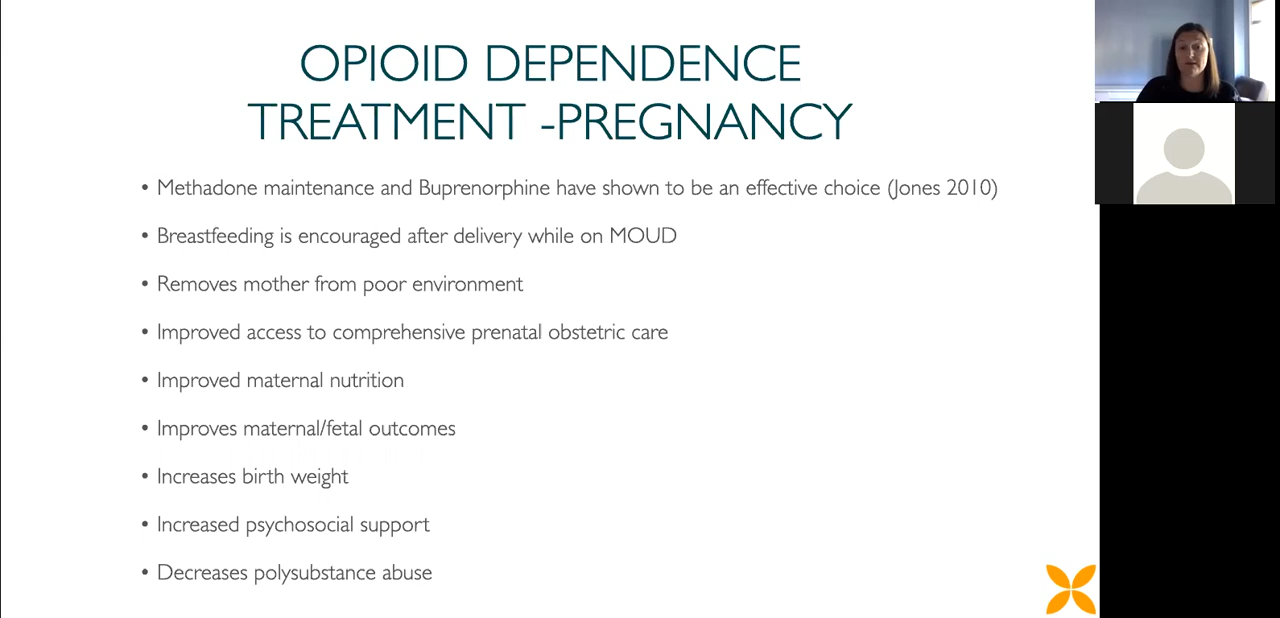 OPIOID DEPENDENCE
TREATMENT -PREGNANCY
• Methadone maintenance and Buprenorphine have shown to be an effective choice (Jones 2010)
• Breastfeeding is encouraged after delivery while on MOUD
• Removes mother from poor environment
• Improved access to comprehensive prenatal obstetric care
• Improved maternal nutrition
• Improves maternal/fetal outcomes
• Increases birth weight
• Increased psychosocial support
• Decreases polysubstance abuse